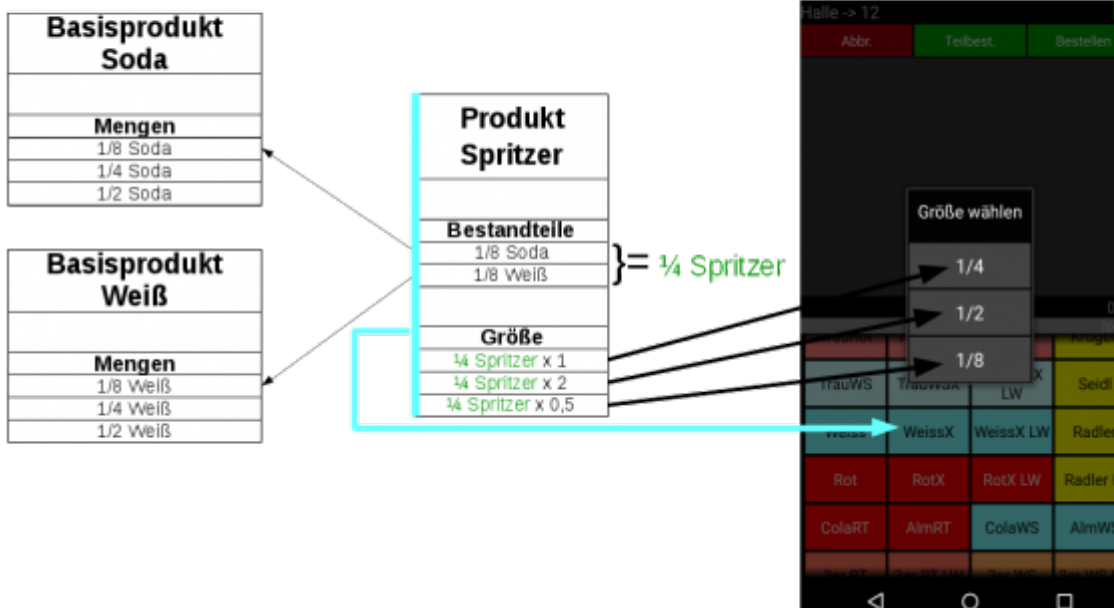 Basisprodukt
Soda
Mengen
1/8 Soda
1/4 Soda
1/2 Soda
Basisprodukt
Weiß
Mengen
1/8 Weiß
1/4 Weiß
1/2 Weiß
Produkt
Spritzer
Bestandteile
1/8 Soda
1/8 Weiß
}= ¼ Spritzer
Größe
¼ Spritzer x 1
¼ Spritzer x 2
¼ Spritzer x 0,5
Halle -> 12
Abbr. Teilbest. Bestellen
Größe wählen
1/4
1/2
1/8
TrauWS TrauWSX LW Seidl
Weiss WeissX WeissX LW Radler
Rot RotX RotX LW Radler
ColaRT AlmRT ColaWS AlmWS